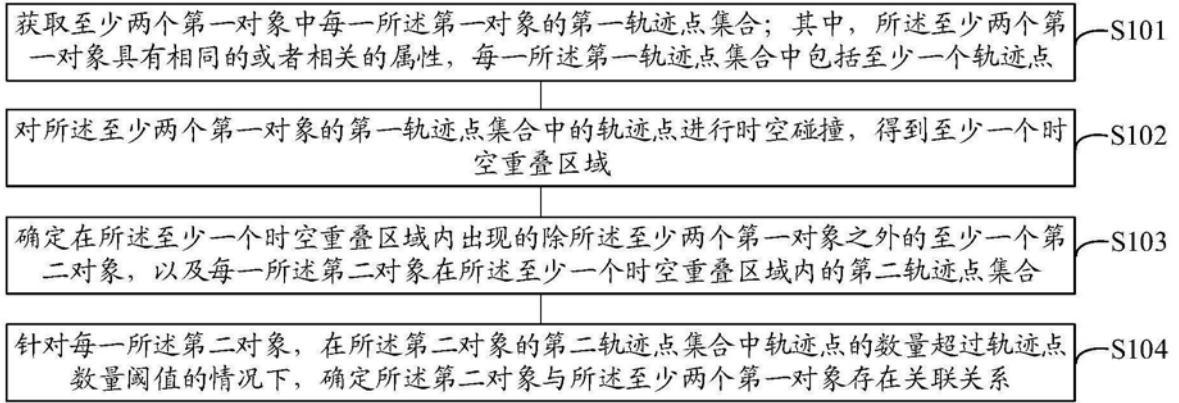 获取至少两个第一对象中每一所述第一对象的第一轨迹点集合；其中，所述至少两个第
一对象具有相同的或者相关的属性，每一所述第一轨迹点集合中包括至少一个轨迹点
S101
对所述至少两个第一对象的第一轨迹点集合中的轨迹点进行时空碰撞，得到至少一个时
空重叠区域
S102
确定在所述至少一个时空重叠区域内出现的除所述至少两个第一对象之外的至少一个第
二对象，以及每一所述第二对象在所述至少一个时空重叠区域内的第二轨迹点集合
S103
针对每一所述第二对象，在所述第二对象的第二轨迹点集合中轨迹点的数量超过轨迹点
数量阈值的情况下，确定所述第二对象与所述至少两个第一对象存在关联关系
S104